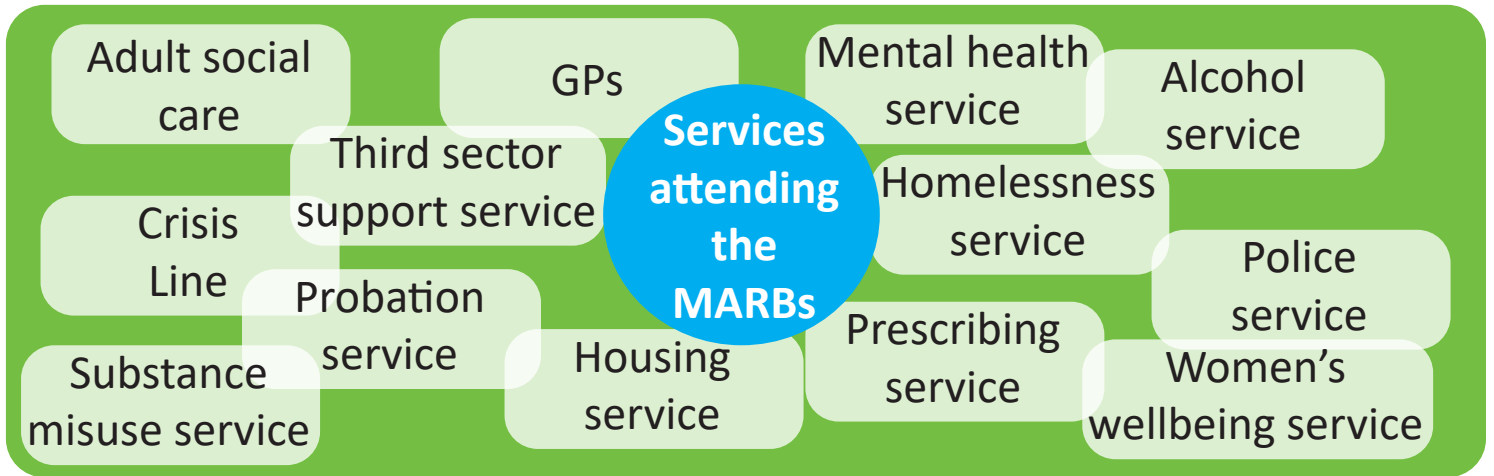 Adult social
care
GPs
Mental health
service
Alcohol
service
Third sector
support service
Services
attending
the
MARBs
Homelessness
service
Crisis
Line
Police
service
Probation
service
Housing
service
Prescribing
service
Substance
misuse service
Women’s
wellbeing service